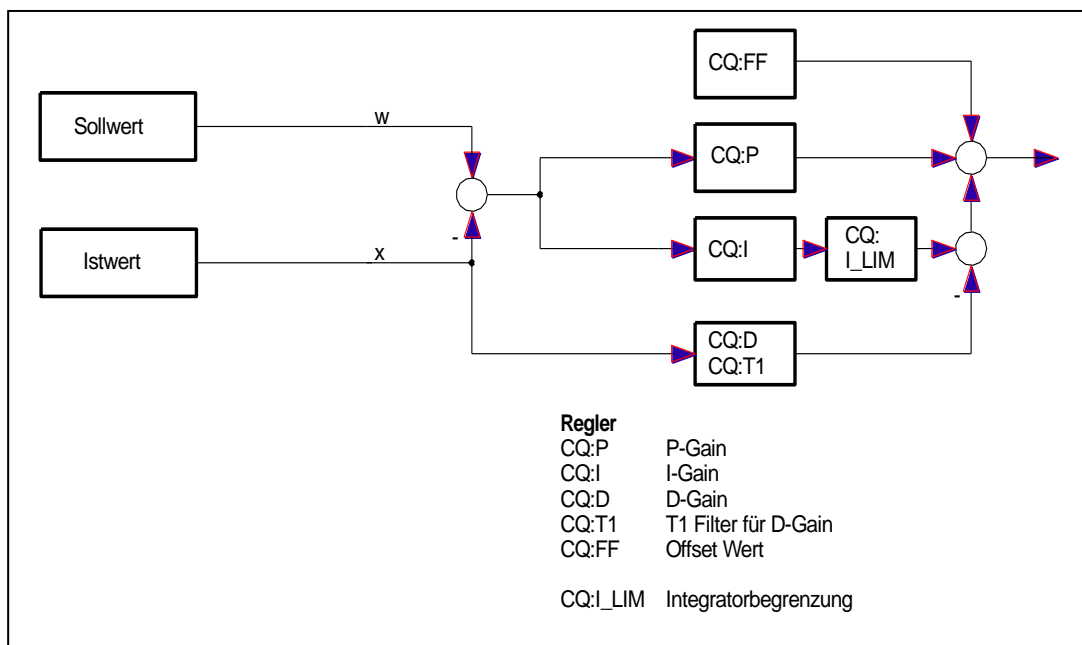 CQ:FF
Sollwert
w
CQ:P
-
Istwert
x
CQ:I
CQ:
I_LIM
-
CQ:D
CQ:T1
Regler
CQ:P P-Gain
CQ:I I-Gain
CQ:D D-Gain
CQ:T1 T1 Filter für D-Gain
CQ:FF Offset Wert
CQ:I_LIM Integratorbegrenzung